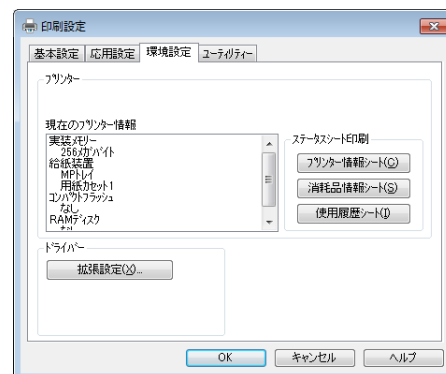 印刷設定
基本設定 応用設定 環境設定 ユーティリティー
プリンター
現在のプリンター情報
実装メモリー
256メガバイト
給紙装置
MPトレイ
用紙カセット1
コンパクトフラッシュ
なし
RAMディスク
なし
ステータスシート印刷
プリンター情報シート(C)
消耗品情報シート(S)
使用履歴シート(I)
ドライバー
拡張設定(X)...
OK キャンセル ヘルプ